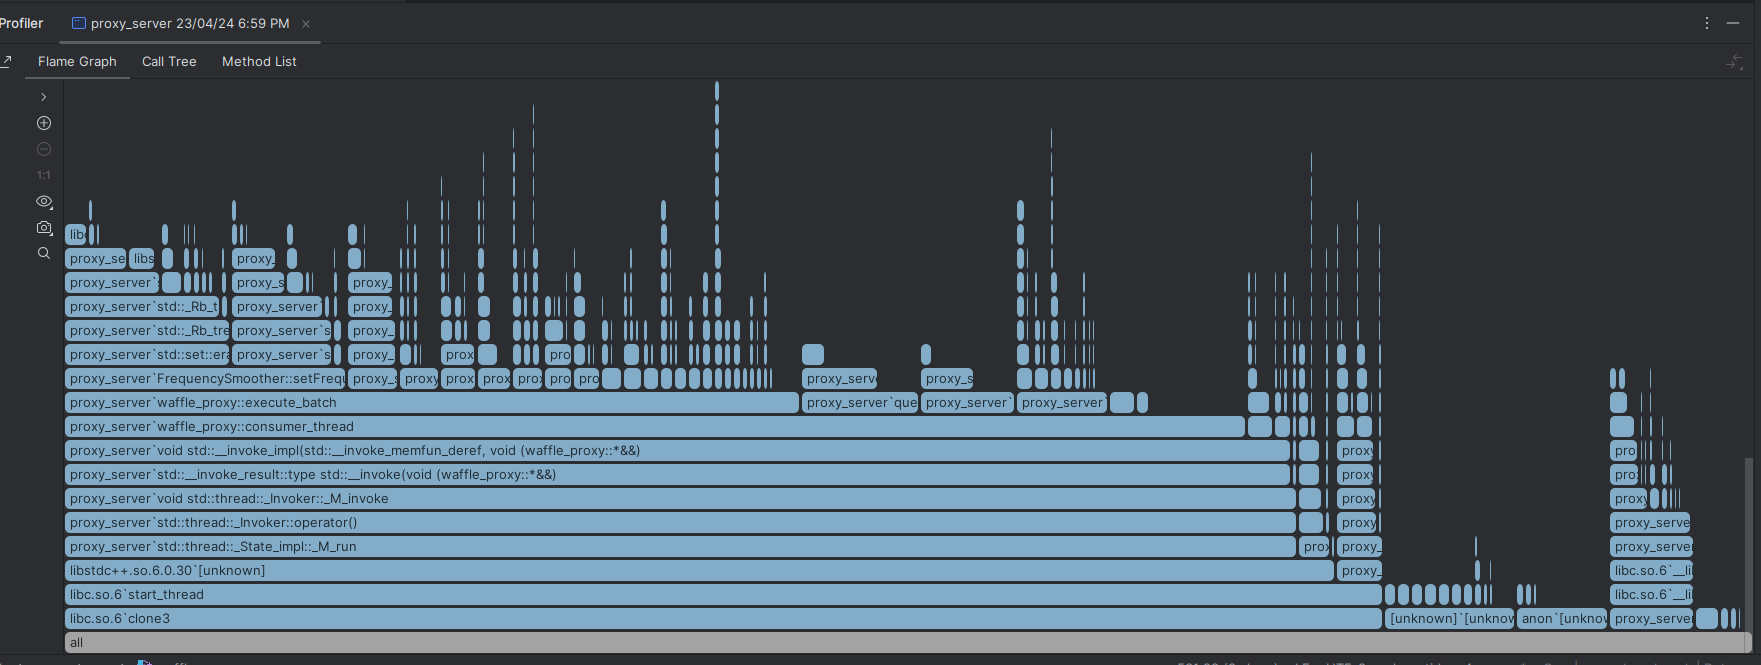 Profiler proxy_server 23/04/24 6:59 PM
Flame Graph Call Tree Method List
1:1
proxy_se libs proxy_
proxy_server` proxy_s proxy_
proxy_server`std::_Rb_t proxy_server` proxy_
proxy_server`std::_Rb_tre proxy_server`s proxy_
proxy_server`std::set::era proxy_server`s proxy_ prox pro
proxy_server`FrequencySmoother::setFrequ proxy_s proxy prox prox prox pro pro proxy_serv proxy_s
proxy_server`waffle_proxy::execute_batch proxy_server`que proxy_server` proxy_server`
proxy_server`waffle_proxy::consumer_thread
proxy_server`void std::__invoke_impl(std::__invoke_memfun_deref, void (waffle_proxy::*&&) proxy pro
proxy_server`std::__invoke_result::type std::__invoke(void (waffle_proxy::*&&) proxy pro
proxy_server`void std::thread::_Invoker::_M_invoke proxy proxy
proxy_server`std::thread::_Invoker::operator() proxy proxy_serve
proxy_server`std::thread::_State_impl::_M_run prox proxy_ proxy_server
libstdc++.so.6.0.30`[unknown] proxy_ libc.so.6`__li
libc.so.6`start_thread libc.so.6`__li
libc.so.6`clone3 [unknown]`[unknow anon`[unknow proxy_server
all